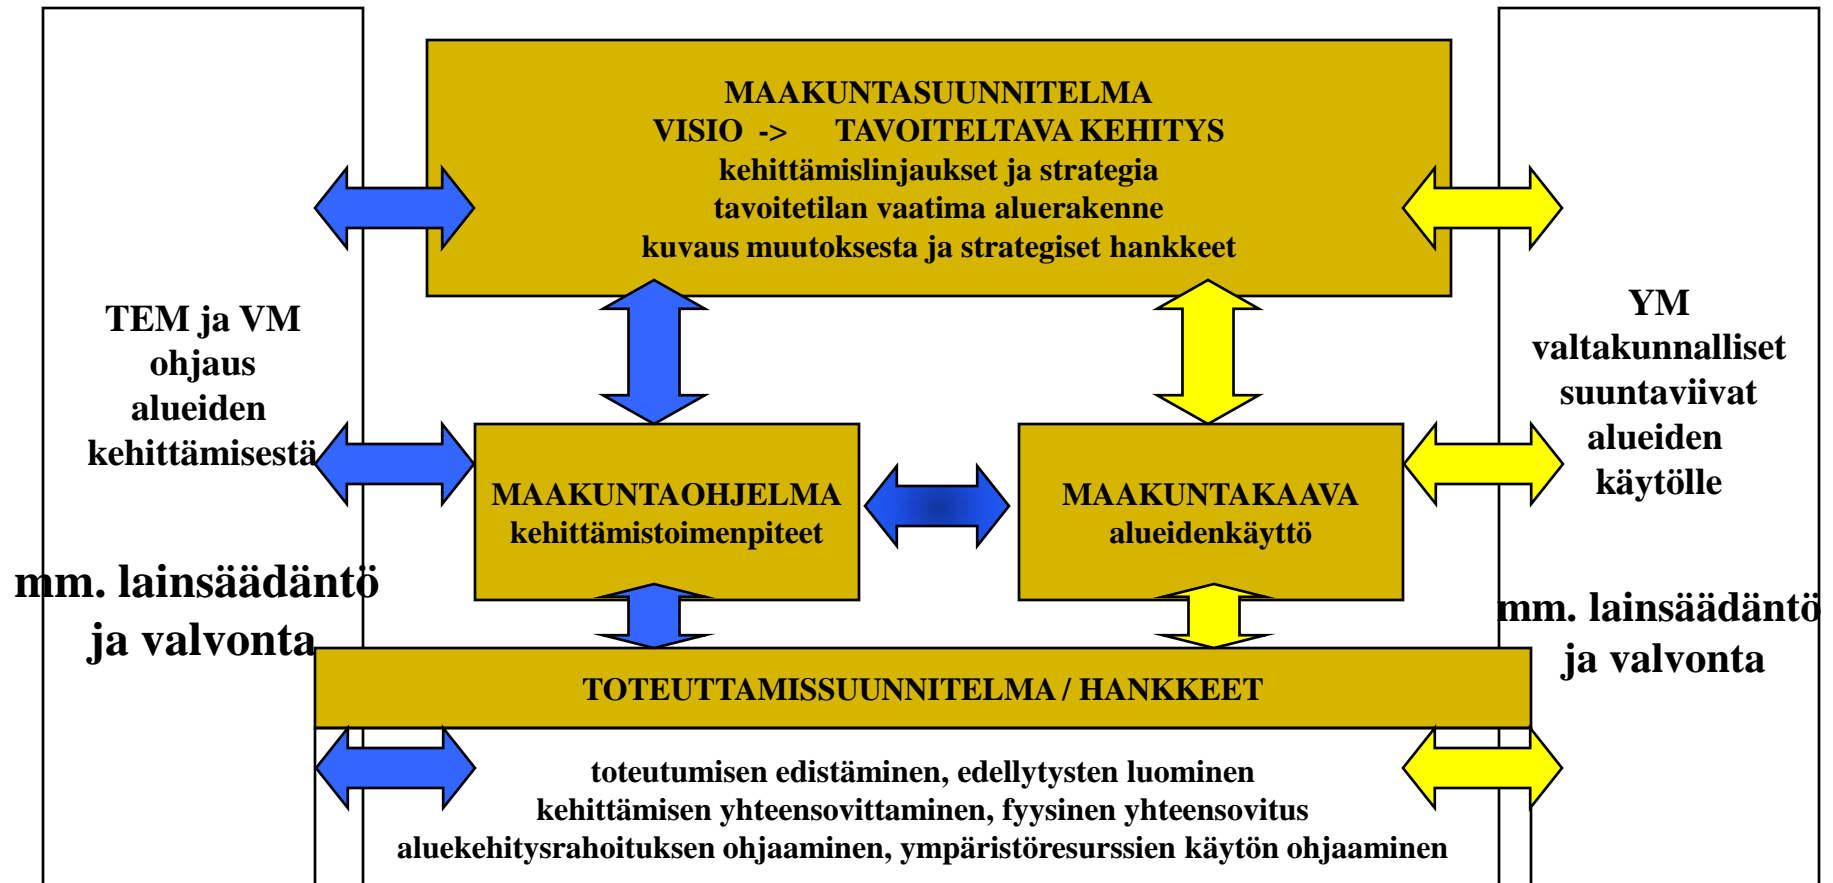 MAAKUNTASUUNNITELMA
VISIO -> TAVOITELTAVA KEHITYS
kehittämislinjaukset ja strategia
tavoitetilan vaatima aluerakenne
kuvaus muutoksesta ja strategiset hankkeet
TEM ja VM
ohjaus
alueiden
kehittämisestä
mm. lainsäädäntö
ja valvonta
MAAKUNTAOHJELMA
kehittämistoimenpiteet
MAAKUNTAKAAVA
alueidenkäyttö
YM
valtakunnalliset
suuntaviivat
alueiden
käytölle
mm. lainsäädäntö
ja valvonta
TOTEUTTAMISSUUNNITELMA / HANKKEET
toteutumisen edistäminen, edellytysten luominen
kehittämisen yhteensovittaminen, fyysinen yhteensovitus
aluekehitysrahoituksen ohjaaminen, ympäristöresurssien käytön ohjaaminen